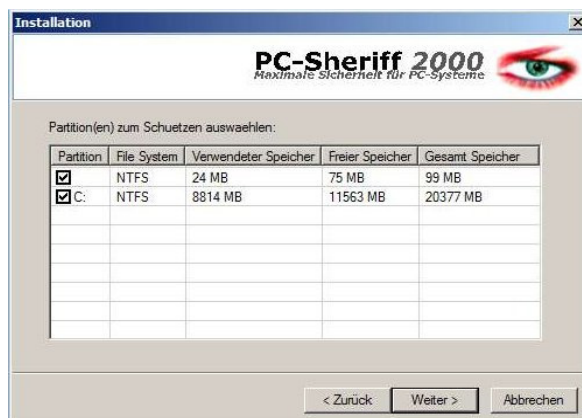 Installation
PC-Sheriff 2000
Maximale Sicherheit für PC-Systeme
Partition(en) zum Schuetzen auswaehlen:
Partition File System Verwendeter Speicher Freier Speicher Gesamt Speicher
NTFS 24 MB 75 MB 99 MB
C: NTFS 8814 MB 11563 MB 20377 MB
< Zurück Weiter > Abbrechen